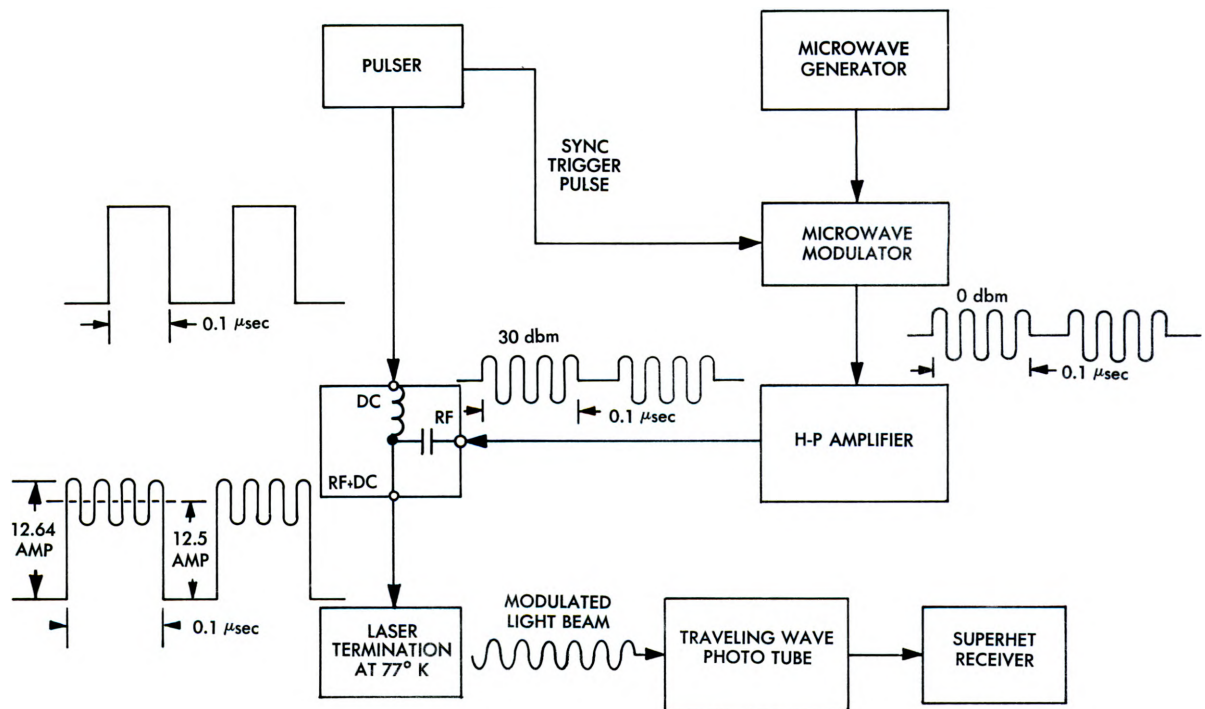 PULSER
MICROWAVE
GENERATOR
SYNC
TRIGGER
PULSE
MICROWAVE
MODULATOR
0.1 μsec
0 dbm
0.1 μsec
30 dbm
0.1 μsec
DC
RF
RF+DC
H-P AMPLIFIER
12.64
AMP
12.5
AMP
0.1 μsec
LASER
TERMINATION
AT 77° K
MODULATED
LIGHT BEAM
TRAVELING WAVE
PHOTO TUBE
SUPERHET
RECEIVER